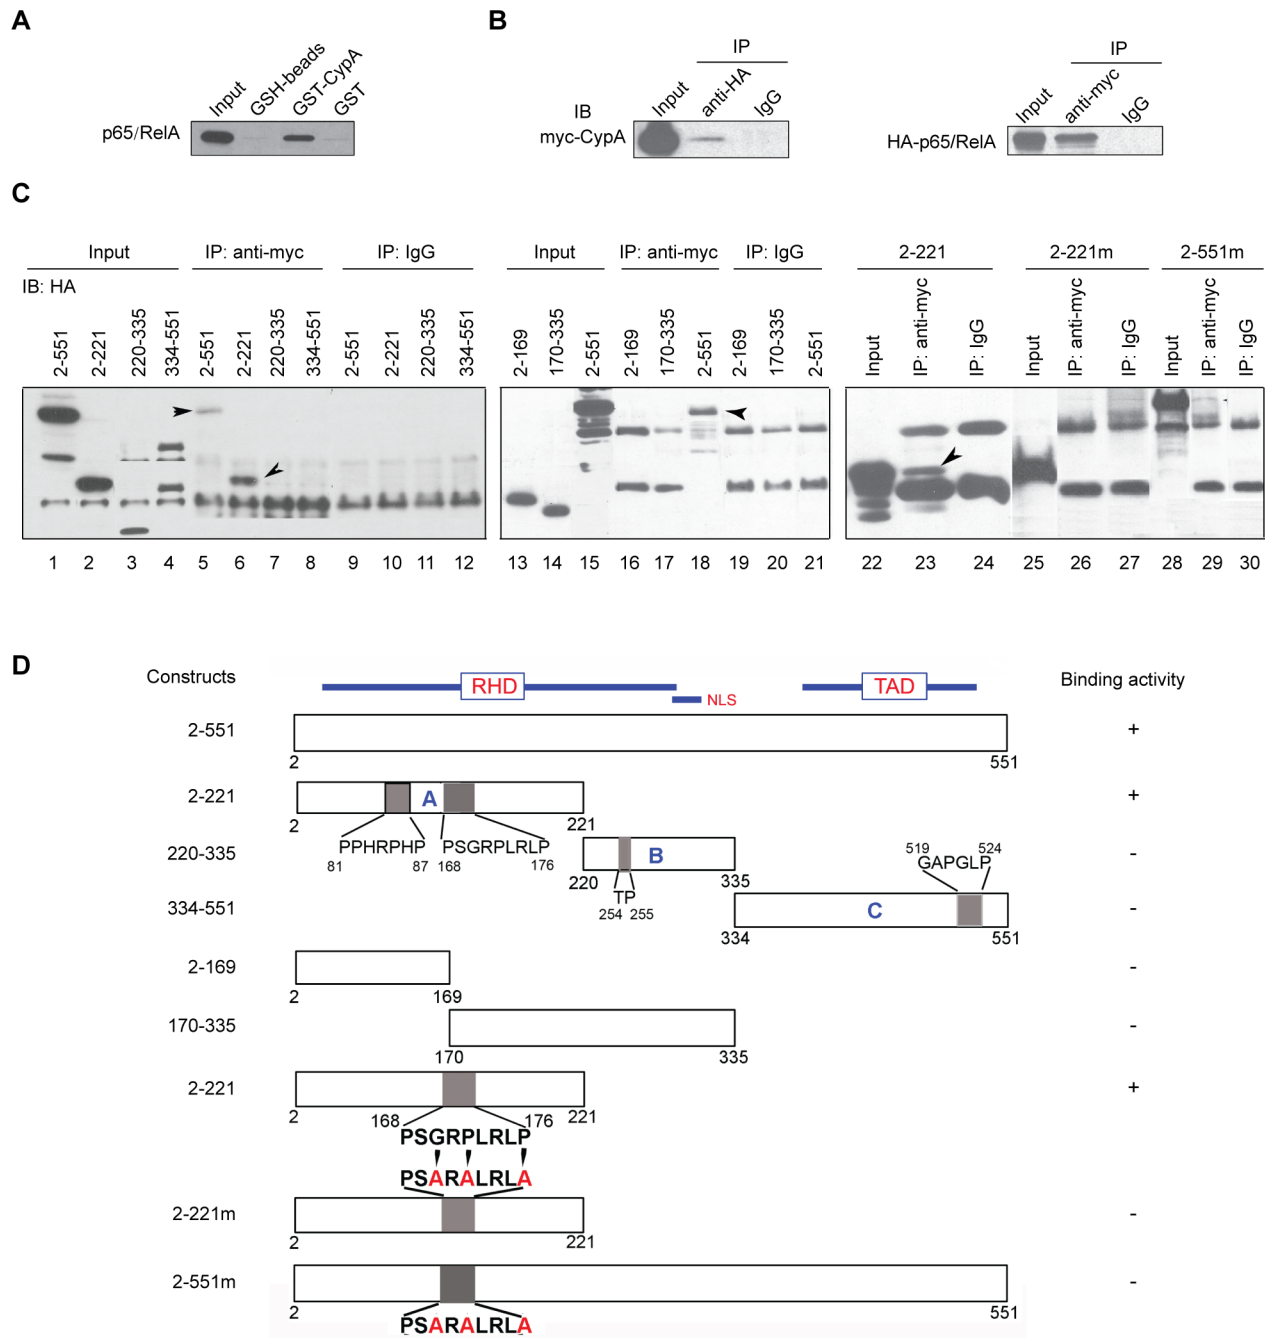 A
Input
GSH-beads
GST-CypA
GST
p65/RelA
B
IP
Input
anti-HA
IgG
IB
myc-CypA
IP
Input
anti-myc
IgG
HA-p65/RelA
C
Input IP: anti-myc IP: IgG
IB: HA
2-551 2-221 220-335 334-551 2-551 2-221 220-335 334-551 2-551 2-221 220-335 334-551
1 2 3 4 5 6 7 8 9 10 11 12
Input IP: anti-myc IP: IgG
2-169 170-335 2-551 2-169 170-335 2-551 2-169 170-335 2-551
13 14 15 16 17 18 19 20 21
2-221 2-221m 2-551m
Input IP: anti-myc IP: IgG Input IP: anti-myc IP: IgG Input IP: anti-myc IP: IgG
22 23 24 25 26 27 28 29 30
D
Constructs RHD NLS TAD Binding activity
2-551 +
2 551
2-221 A +
2 221
PPHRPHP PSGRPLRLP
81 87 168 176
220-335 B -
220 335
TP
254 255
519 524
GAPGLP
334-551 C -
334 551
2-169 -
2 169
170-335 -
170 335
2-221 +
2 221
168 176
PSGRPLRLP
PSARALRLA
2-221m -
2 221
2-551m -
2 551
PSARALRLA